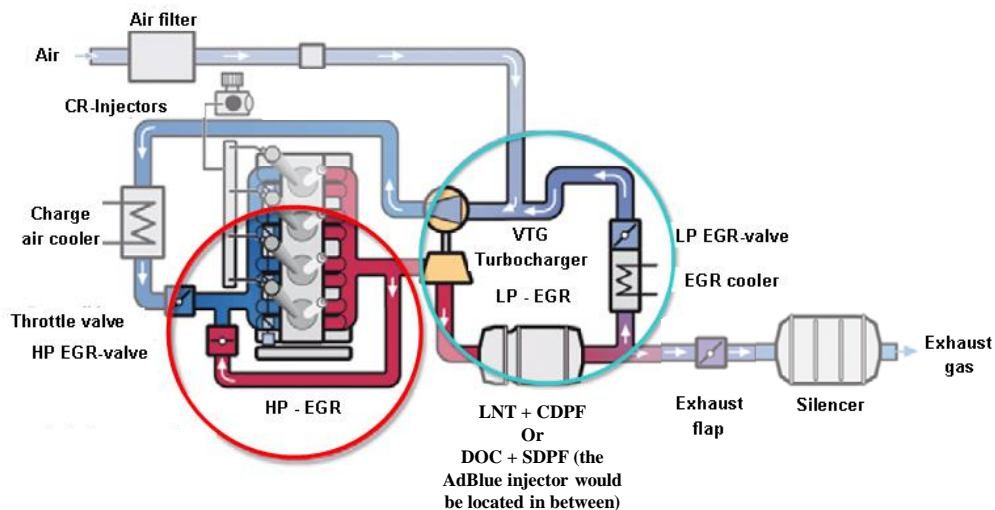 Air filter
Air
CR-Injectors
Charge
air cooler
VTG
Turbocharger
LP - EGR
LP EGR-valve
EGR cooler
Throttle valve
HP EGR-valve
HP - EGR
Exhaust
gas
Exhaust
flap
Silencer
LNT + CDPF
Or
DOC + SDPF (the
AdBlue injector would
be located in between)